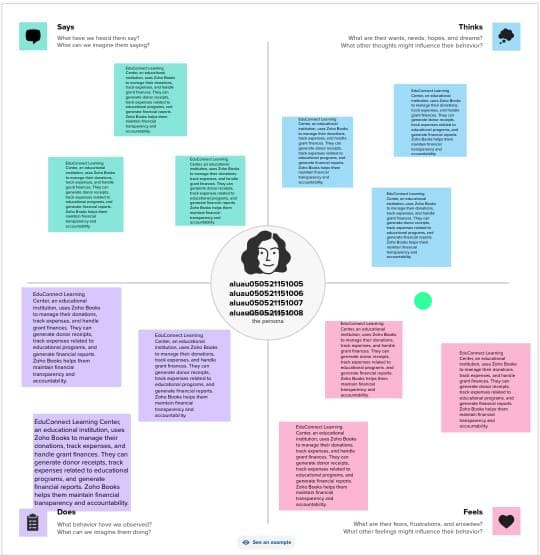 Says
What have we heard them say?
What can we imagine them saying?
Thinks
What are their wants, needs, hopes, and dreams?
What other thoughts might influence their behavior?
EduConnect Learning
Center, an educational
institution, uses Zoho Books
to manage their donations,
track expenses, and handle
grant finances. They can
generate donor receipts,
track expenses related to
educational programs, and
generate financial reports.
Zoho Books helps them
maintain financial
transparency and
accountability.
EduConnect Learning
Center, an educational
institution, uses Zoho Books
to manage their donations,
track expenses, and handle
grant finances. They can
generate donor receipts,
track expenses related to
educational programs, and
generate financial reports.
Zoho Books helps them
maintain financial
transparency and
accountability.
EduConnect Learning
Center, an educational
institution, uses Zoho Books
to manage their donations,
track expenses, and handle
grant finances. They can
generate donor receipts,
track expenses related to
educational programs, and
generate financial reports.
Zoho Books helps them
maintain financial
transparency and
accountability.
EduConnect Learning
Center, an educational
institution, uses Zoho Books
to manage their donations,
track expenses, and handle
grant finances. They can
generate donor receipts,
track expenses related to
educational programs, and
generate financial reports.
Zoho Books helps them
maintain financial
transparency and
accountability.
EduConnect Learning
Center, an educational
institution, uses Zoho Books
to manage their donations,
track expenses, and handle
grant finances. They can
generate donor receipts,
track expenses related to
educational programs, and
generate financial reports.
Zoho Books helps them
maintain financial
transparency and
accountability.
EduConnect Learning
Center, an educational
institution, uses Zoho Books
to manage their donations,
track expenses, and handle
grant finances. They can
generate donor receipts,
track expenses related to
educational programs, and
generate financial reports.
Zoho Books helps them
maintain financial
transparency and
accountability.
aluau050521151005
aluau050521151006
aluau050521151007
aluau050521151008
the persona
EduConnect Learning
Center, an educational
institution, uses Zoho Books
to manage their donations,
track expenses, and handle
grant finances. They can
generate donor receipts,
track expenses related to
educational programs, and
generate financial reports.
Zoho Books helps them
maintain financial
transparency and
accountability.
EduConnect Learning
Center, an educational
institution, uses Zoho Books
to manage their donations,
track expenses, and handle
grant finances. They can
generate donor receipts,
track expenses related to
educational programs, and
generate financial reports.
Zoho Books helps them
maintain financial
transparency and
accountability.
EduConnect Learning Center,
an educational institution, uses
Zoho Books to manage their
donations, track expenses, and
handle grant finances. They can
generate donor receipts, track
expenses related to educational
programs, and generate
financial reports. Zoho Books
helps them maintain financial
transparency and accountability.
EduConnect Learning
Center, an educational
institution, uses Zoho Books
to manage their donations,
track expenses, and handle
grant finances. They can
generate donor receipts,
track expenses related to
educational programs, and
generate financial reports.
Zoho Books helps them
maintain financial
transparency and
accountability.
EduConnect Learning
Center, an educational
institution, uses Zoho Books
to manage their donations,
track expenses, and handle
grant finances. They can
generate donor receipts,
track expenses related to
educational programs, and
generate financial reports.
Zoho Books helps them
maintain financial
transparency and
accountability.
EduConnect Learning
Center, an educational
institution, uses Zoho Books
to manage their donations,
track expenses, and handle
grant finances. They can
generate donor receipts,
track expenses related to
educational programs, and
generate financial reports.
Zoho Books helps them
maintain financial
transparency and
accountability.
Does
What behavior have we observed?
What can we imagine them doing?
Feels
What are their fears, frustrations, and anxieties?
What other feelings might influence their behavior?
See an example